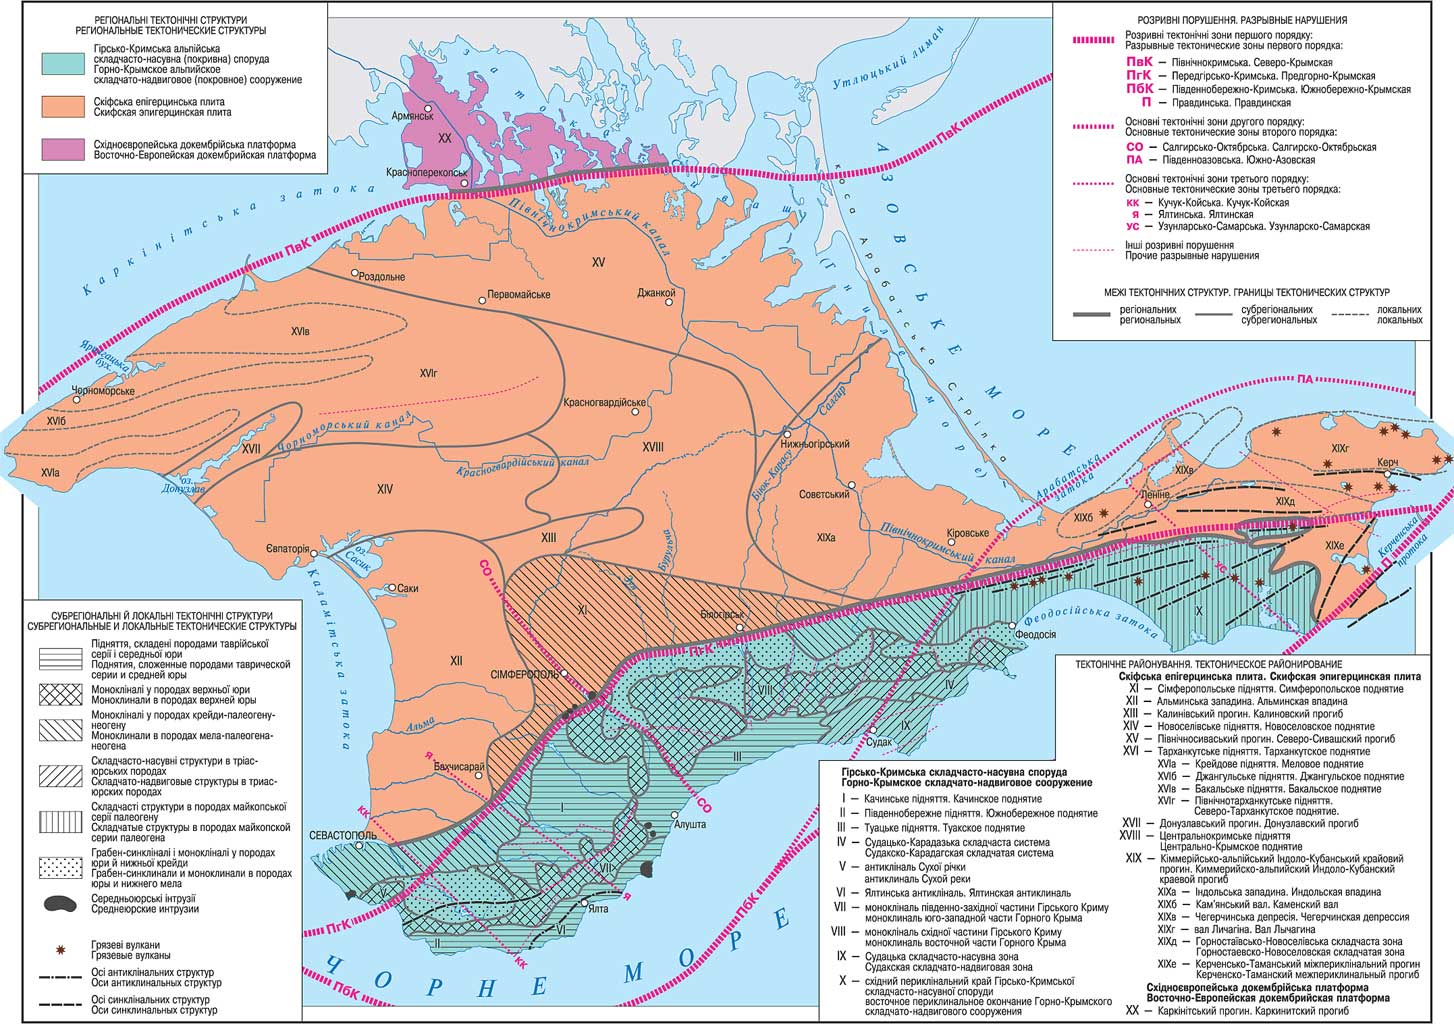 РЕГІОНАЛЬНІ ТЕКТОНІЧНІ СТРУКТУРИ
РЕГИОНАЛЬНЫЕ ТЕКТОНИЧЕСКИЕ СТРУКТУРЫ
Гірсько-Кримська альпійська
складчасто-насувна (покривна) споруда
Горно-Крымское альпийское
складчато-надвиговое (покровное) сооружение
Скіфська епігерцинська плита
Скифская эпигерцинская плита
Східноєвропейська докембрійська платформа
Восточно-Европейская докембрийская платформа
РОЗРИВНІ ПОРУШЕННЯ. РАЗРЫВНЫЕ НАРУШЕНИЯ
Розривні тектонічні зони першого порядку:
Разрывные тектонические зоны первого порядка:
ПвК – Північнокримська. Северо-Крымская
ПгК – Передгірсько-Кримська. Предгорно-Крымская
ПбК – Південнобережно-Кримська. Южнобережно-Крымская
П – Правдинська. Правдинская
Основні тектонічні зони другого порядку:
Основные тектонические зоны второго порядка:
СО – Салгирсько-Октябрська. Салгирско-Октябрьская
ПА – Південноазовська. Южно-Азовская
Основні тектонічні зони третього порядку:
Основные тектонические зоны третьего порядка:
КК – Кучук-Койська. Кучук-Койская
Я – Ялтинська. Ялтинская
УС – Узунларсько-Самарська. Узунларско-Самарская
Інші розривні порушення
Прочие разрывные нарушения
МЕЖІ ТЕКТОНІЧНИХ СТРУКТУР. ГРАНИЦЫ ТЕКТОНИЧЕСКИХ СТРУКТУР
регіональних
региональных
субрегіональних
субрегиональных
локальних
локальных
Утлюцький лиман
затока
Армянськ
XX
Красноперекопськ
ПвК
Каркінітська затока
ПвК
Північнокримський канал
АЗОВСЬКЕ МОРЕ
коса Арабатська Стрілка
(Гниле море)
XV
Роздольне
Первомайське
Джанкой
XVIв
Ярилгацька
бух.
XVIг
Чорноморське
XVIб
XVIа
Красногвардійське
Салгир
ПА
XVII
Чорноморський канал
оз.
Донузлав
XVIII
Красногвардійський канал
Нижньогірський
Біюк-Карасу
XIV
Совєтський
Арабатська
затока
XIXв
XIXг
Керч
Леніне
XIXб
XIXд
Євпаторія
оз.
Сасик
XIII
XIXа
Північнокримський канал
Кіровське
XIXе
Керченська
протока
П
Саки
СО
Бурульча
Зуя
XI
Білогірськ
УС
X
Каламітська затока
Феодосійська затока
Феодосія
ПгК
XII
СІМФЕРОПОЛЬ
VIII
IV
IX
Судак
III
Альма
Я
Бахчисарай
КК
I
СО
Алушта
СЕВАСТОПОЛЬ
V
VII
Я
Ялта
ПгК
II
VI
КК
ПбК
ПбК
ЧОРНЕ МОРЕ
СУБРЕГІОНАЛЬНІ Й ЛОКАЛЬНІ ТЕКТОНІЧНІ СТРУКТУРИ
СУБРЕГИОНАЛЬНЫЕ И ЛОКАЛЬНЫЕ ТЕКТОНИЧЕСКИЕ СТРУКТУРЫ
Підняття, складені породами таврійської
серії і середньої юри
Поднятия, сложенные породами таврической
серии и средней юры
Монокліналі у породах верхньої юри
Моноклинали в породах верхней юры
Монокліналі у породах крейди-палеогену-
неогену
Моноклинали в породах мела-палеогена-
неогена
Складчасто-насувні структури в тріас-
юрських породах
Складчато-надвиговые структуры в триас-
юрских породах
Складчасті структури в породах майкопської
серії палеогену
Складчатые структуры в породах майкопской
серии палеогена
Грабен-синкліналі і монокліналі у породах
юри й нижньої крейди
Грабен-синклинали и моноклинали в породах
юры и нижнего мела
Середньоюрські інтрузії
Среднеюрские интрузии
Грязеві вулкани
Грязевые вулканы
Осі антиклінальних структур
Оси антиклинальных структур
Осі синклінальних структур
Оси синклинальных структур
Гірсько-Кримська складчасто-насувна споруда
Горно-Крымское складчато-надвиговое сооружение
I – Качинське підняття. Качинское поднятие
II – Південнобережне підняття. Южнобережное поднятие
III – Туацьке підняття. Туакское поднятие
IV – Судацько-Карадазька складчаста система
Судакско-Карадагская складчатая система
V – антикліналь Сухої річки
антиклиналь Сухой реки
VI – Ялтинська антикліналь. Ялтинская антиклиналь
VII – монокліналь південно-західної части Гірського Криму
моноклиналь юго-западной части Горного Крыма
VIII – монокліналь східної частини Гірського Криму
моноклиналь восточной части Горного Крыма
IX – Судацька складчасто-насувна зона
Судакская складчато-надвиговая зона
X – східний периклінальний край Гірсько-Кримської
складчасто-насувної споруди
восточное периклинальное окончание Горно-Крымского
складчато-надвигового сооружения
ТЕКТОНІЧНЕ РАЙОНУВАННЯ. ТЕКТОНИЧЕСКОЕ РАЙОНИРОВАНИЕ
Скіфська епігерцинська плита. Скифская эпигерцинская плита
XI – Сімферопольське підняття. Симферопольское поднятие
XII – Альминська западина. Альминская впадина
XIII – Калинівський прогин. Калиновский прогиб
XIV – Новоселівське підняття. Новоселовское поднятие
XV – Північносиваський прогин. Северо-Сивашский прогиб
XVI – Тарханкутське підняття. Тарханкутское поднятие
XVIа – Крейдове підняття. Меловое поднятие
XVIб – Джангульське підняття. Джангульское поднятие
XVIв – Бакальське підняття. Бакальское поднятие
XVIг – Північнотарханкутське підняття.
Северо-Тарханкутское поднятие.
XVII – Донузлавський прогин. Донузлавский прогиб
XVIII – Центральнокримське підняття
Центрально-Крымское поднятие
XIX – Кіммерійсько-альпійський Індоло-Кубанський крайовий
прогин. Киммерийско-альпийский Индоло-Кубанский
краевой прогиб
XIXа – Індольська западина. Индольская впадина
XIXб – Кам'янський вал. Каменский вал
XIXв – Чегерчинська депресія. Чегерчинская депрессия
XIXг – вал Личагіна. Вал Лычагина
XIXд – Горностаївсько-Новоселівська складчаста зона
Горностаевско-Новоселовская складчатая зона
XIXе – Керченсько-Таманський міжпериклінальний прогин
Керченско-Таманский межпериклинальный прогиб
Східноєвропейська докембрійська платформа
Восточно-Европейская докембрийская платформа
XX – Каркінітський прогин. Каркинитский прогиб